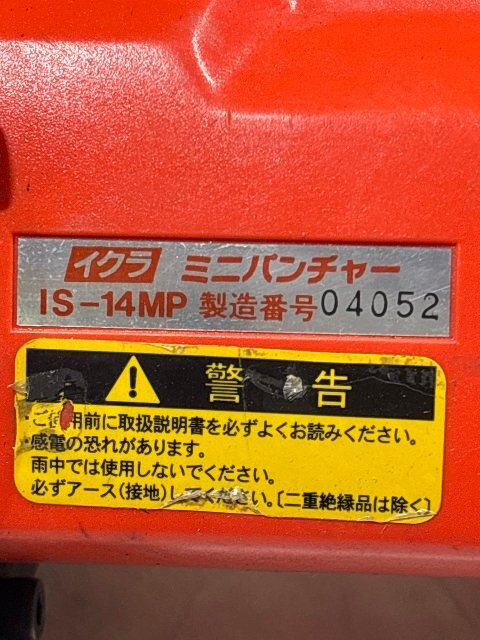 イクラ ミニパンチャー
IS-14MP 製造番号04052
警告
ご使用前に取扱説明書を必ずよくお読みください。
感電の恐れがあります。
雨中では使用しないでください。
必ずアース(接地)してください。〔二重絶縁品は除く〕